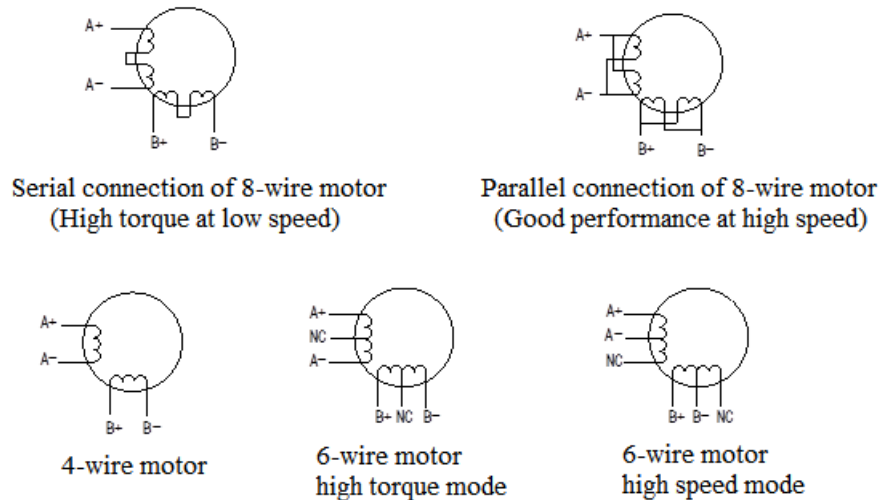 A+
A−
B+ B−
Serial connection of 8-wire motor
(High torque at low speed)
A+
A−
B+ B−
Parallel connection of 8-wire motor
(Good performance at high speed)
A+
A−
B+ B−
4-wire motor
A+
NC
A−
B+ NC B−
6-wire motor
high torque mode
A+
A−
NC
B+ B− NC
6-wire motor
high speed mode